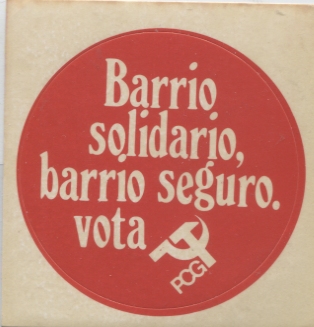 Barrio
solidario,
barrio seguro.
vota
PCG